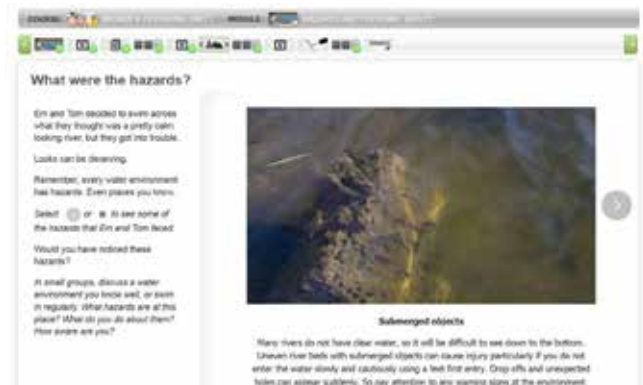 COURSE:
MODULE:
What were the hazards?
Em and Tom decided to swim across
what they thought was a pretty calm
looking river, but they got into trouble.
Looks can be deceiving.
Remember, every water environment
has hazards. Even places you know.
Select or to see some of
the hazards that Em and Tom faced.
Would you have noticed these
hazards?
In small groups, discuss a water
environment you know well, or swim
in regularly. What hazards are at this
place? What do you do about them?
How aware are you?
Submerged objects
Many rivers do not have clear water, so it will be difficult to see down to the bottom.
Uneven river beds with submerged objects can cause injury particularly if you do not
enter the water slowly and cautiously using a feet first entry. Drop offs and unexpected
holes can appear suddenly. So pay attention to any warning signs at the environment